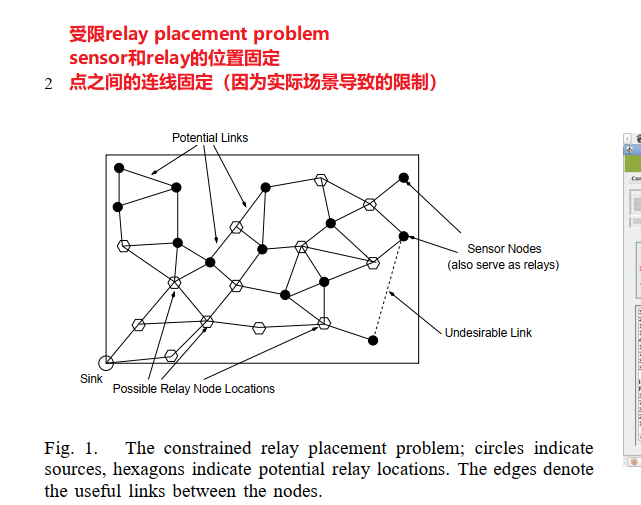 受限relay placement problem
sensor和relay的位置固定
2 点之间的连线固定（因为实际场景导致的限制）
Potential Links
Sensor Nodes
(also serve as relays)
Undesirable Link
Sink
Possible Relay Node Locations
Fig. 1. The constrained relay placement problem; circles indicate
sources, hexagons indicate potential relay locations. The edges denote
the useful links between the nodes.